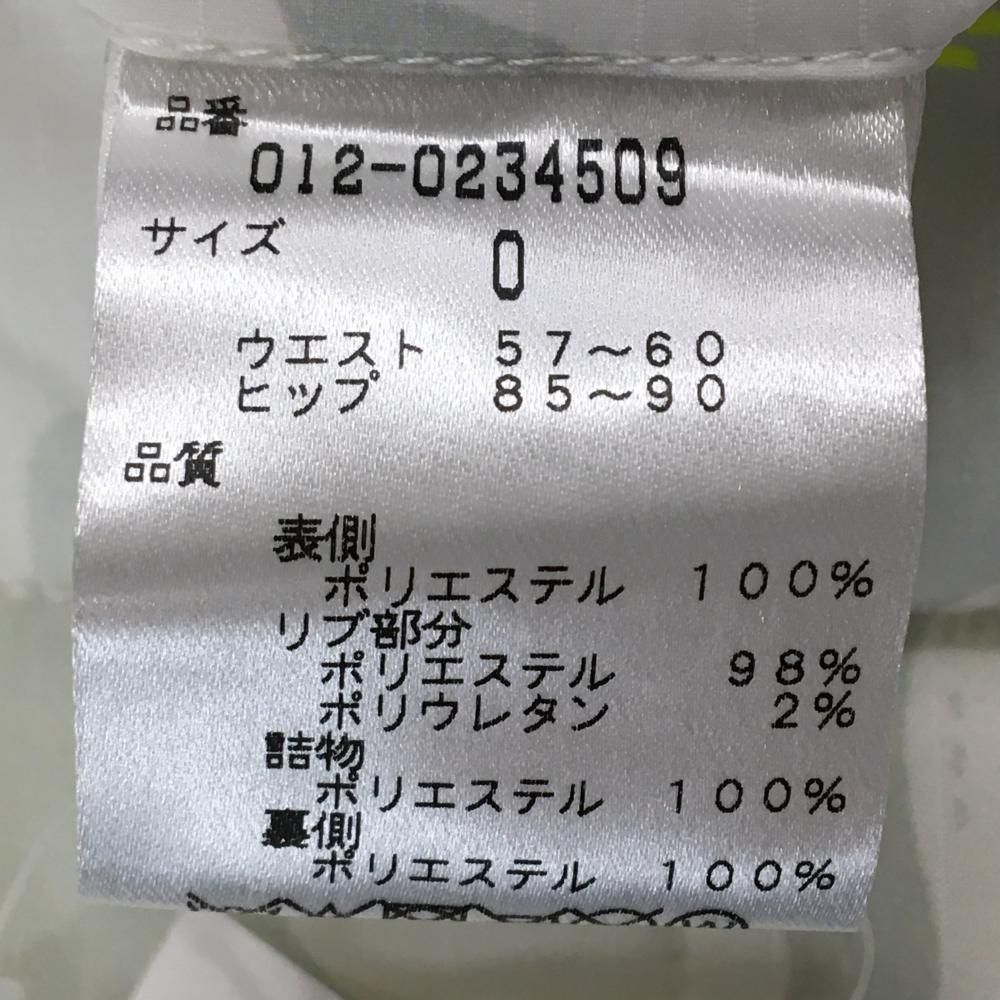 品番
012-0234509
サイズ
0
ウエスト 57～60
ヒップ 85～90
品質
表側
ポリエステル 100%
リブ部分
ポリエステル 98%
ポリウレタン 2%
詰物
ポリエステル 100%
裏側
ポリエステル 100%